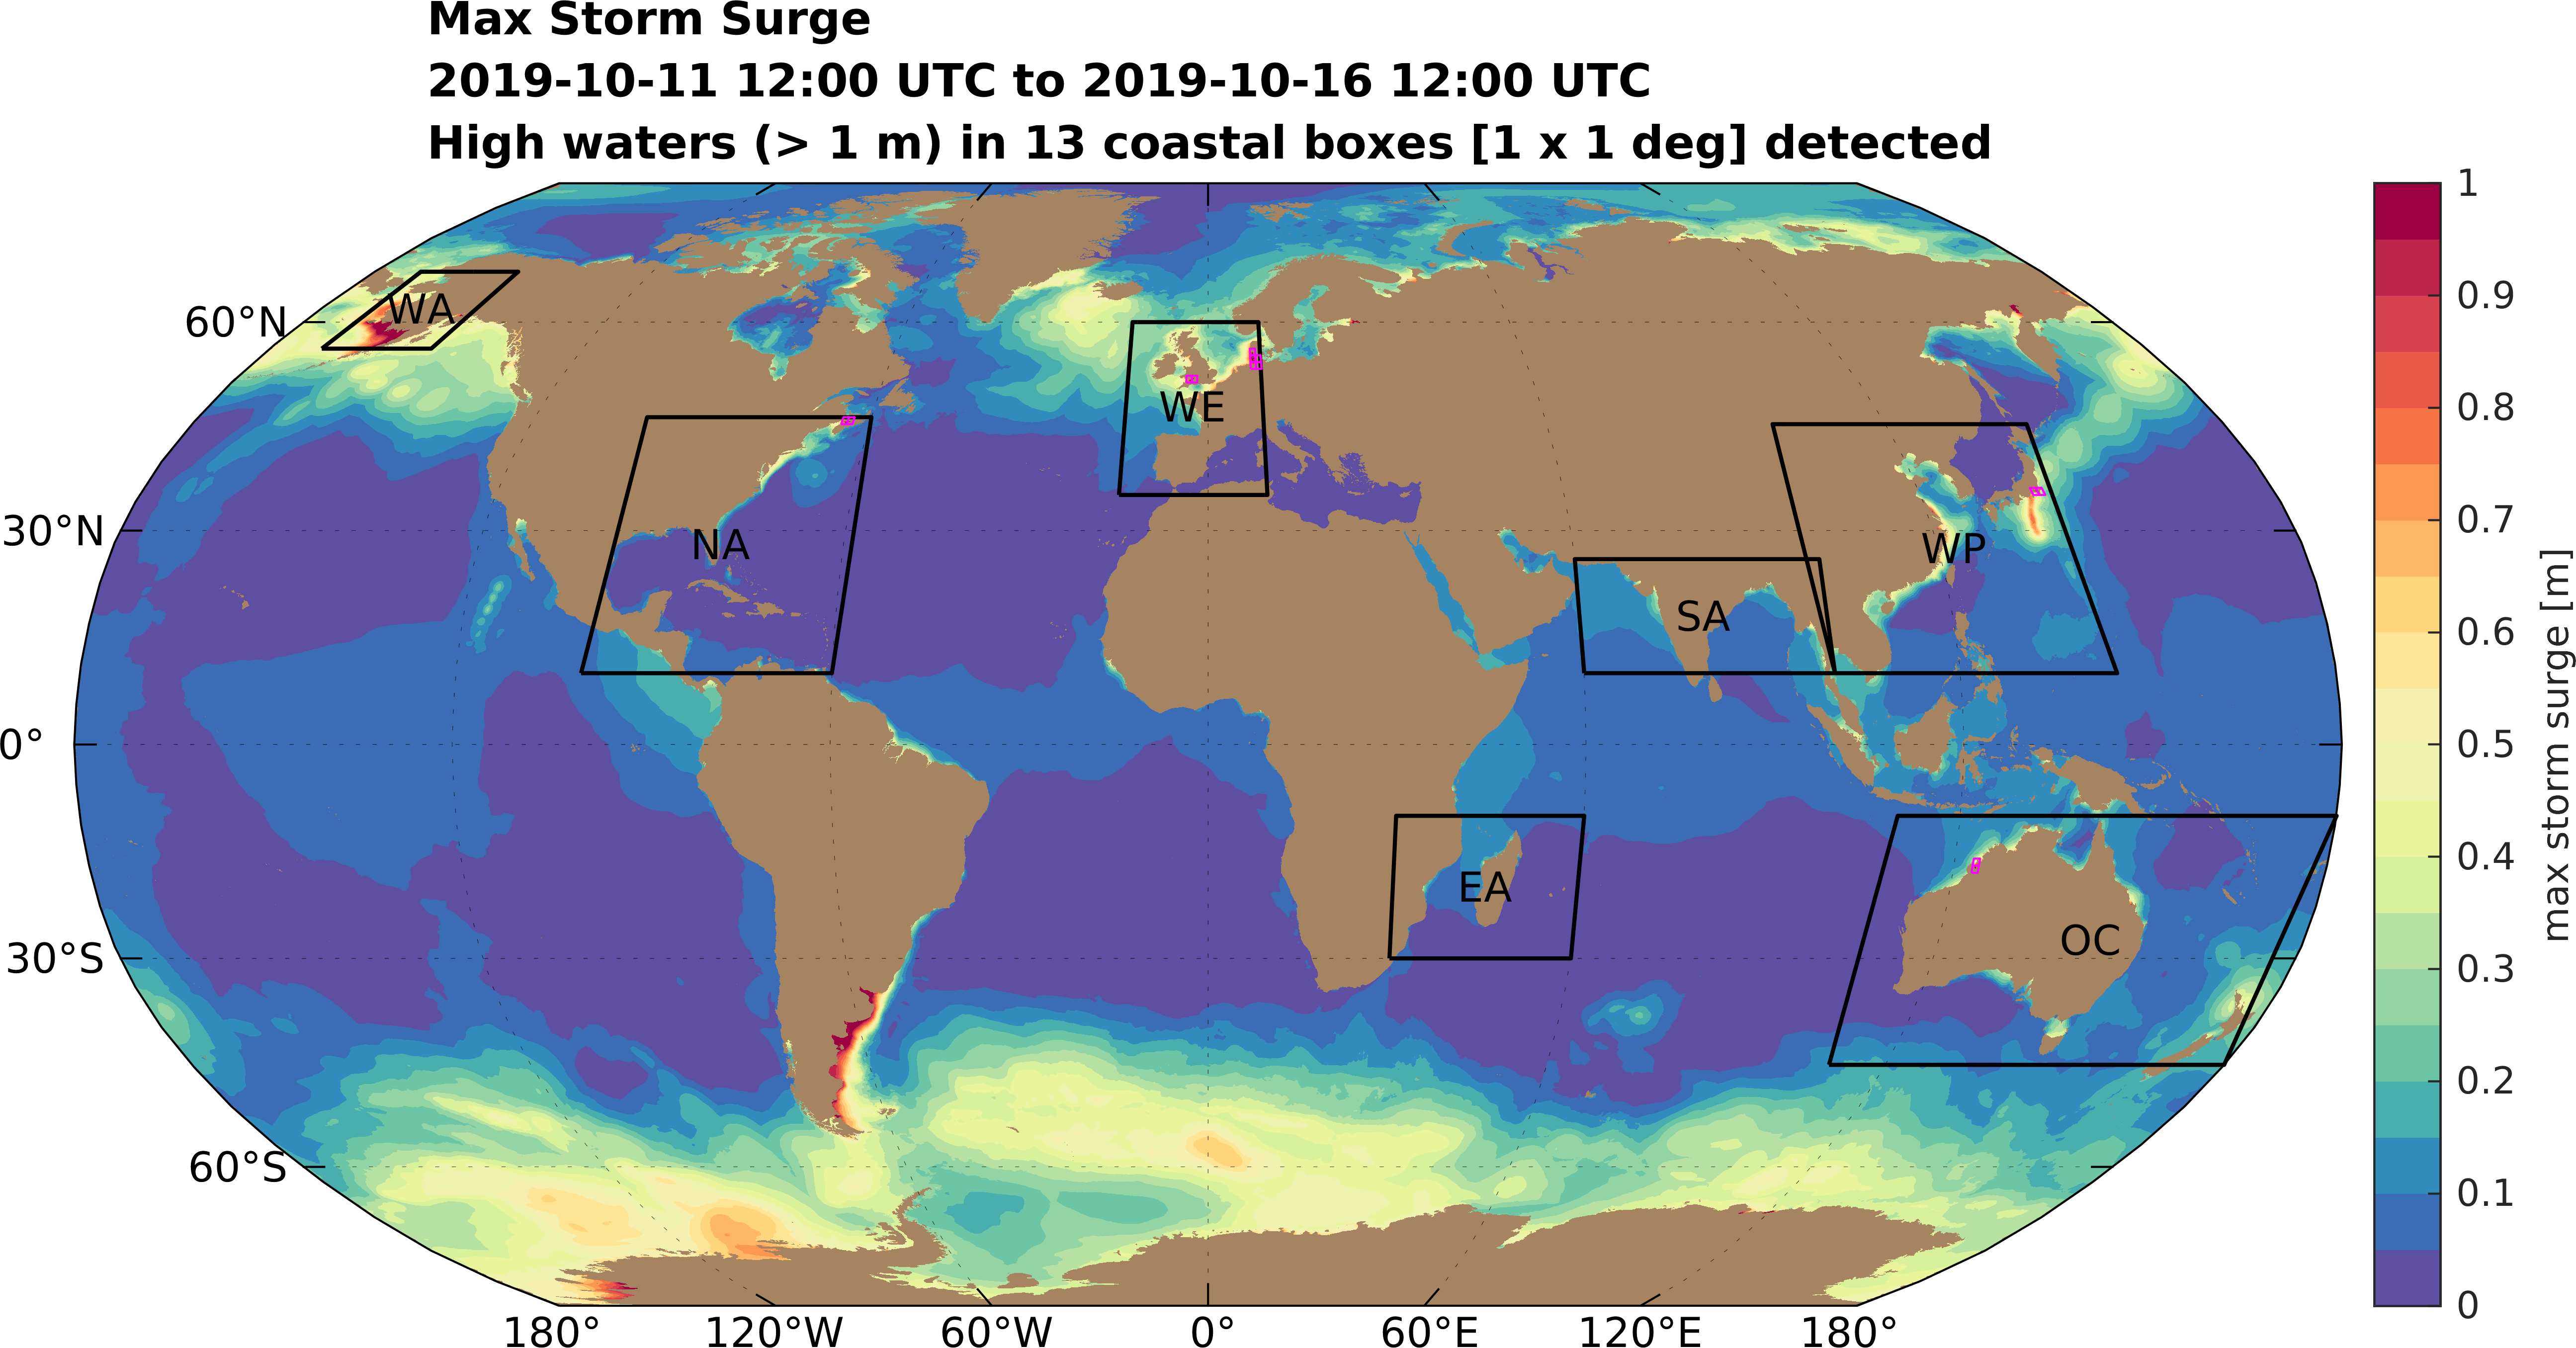 Max Storm Surge
2019-10-11 12:00 UTC to 2019-10-16 12:00 UTC
High waters (> 1 m) in 13 coastal boxes [1 x 1 deg] detected
60°N
30°N
0°
30°S
60°S
WA
NA
WE
SA
WP
EA
OC
180°
120°W
60°W
0°
60°E
120°E
180°
1
0.9
0.8
0.7
0.6
0.5
0.4
0.3
0.2
0.1
0
max storm surge [m]